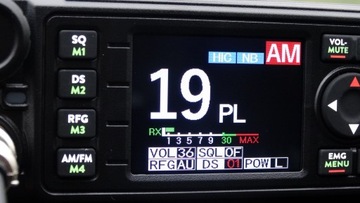 SQ
M1
DS
M2
RFG
M3
AM/FM
M4
HIC NB AM
19 PL
RX
1 3 5 7 9 30 MAX
VOL 36 SQL OF
RFG AU DS 01 POW L
VOL-
MUTE
EMG
MENU